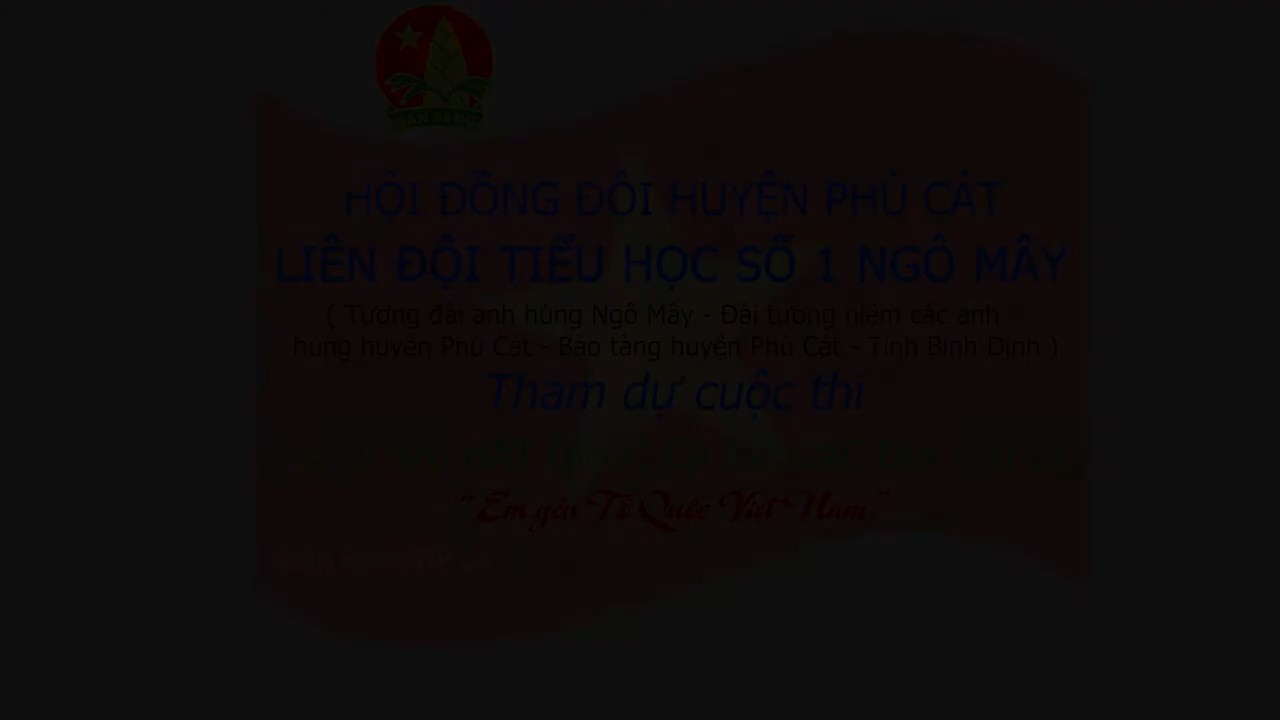 SẴN SÀNG
HỘI ĐỒNG ĐỘI HUYỆN PHÙ CÁT
LIÊN ĐỘI TIỂU HỌC SỐ 1 NGÔ MÂY
( Tượng đài anh hùng Ngô Mây - Đài tưởng niệm các anh
hùng huyện Phù Cát - Bảo tàng huyện Phù Cát - Tỉnh Bình Định )
Tham dự cuộc thi
“ Em yêu Tổ Quốc Việt Nam.”